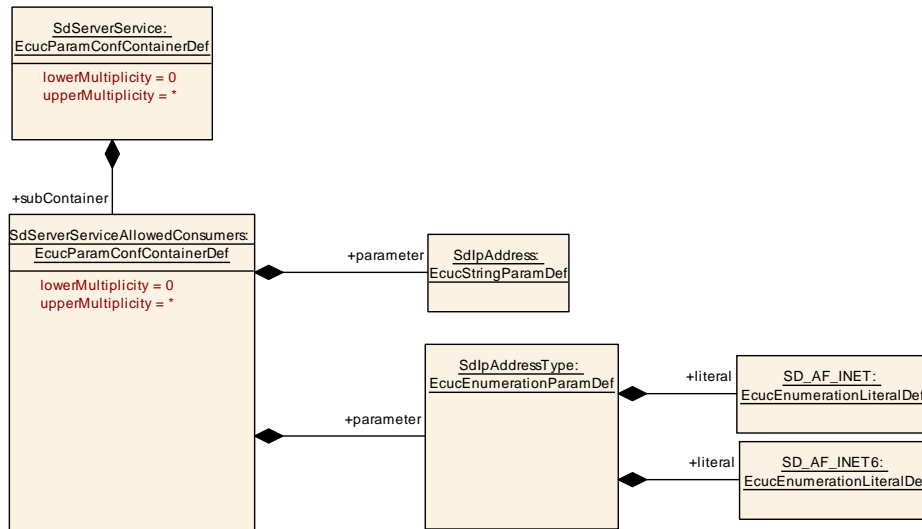 SdServerService:
EcucParamConfContainerDef
lowerMultiplicity = 0
upperMultiplicity = *
+subContainer
SdServerServiceAllowedConsumers:
EcucParamConfContainerDef
lowerMultiplicity = 0
upperMultiplicity = *
+parameter
SdIpAddress:
EcucStringParamDef
+parameter
SdIpAddressType:
EcucEnumerationParamDef
+literal
SD_AF_INET:
EcucEnumerationLiteralDef
+literal
SD_AF_INET6:
EcucEnumerationLiteralDe